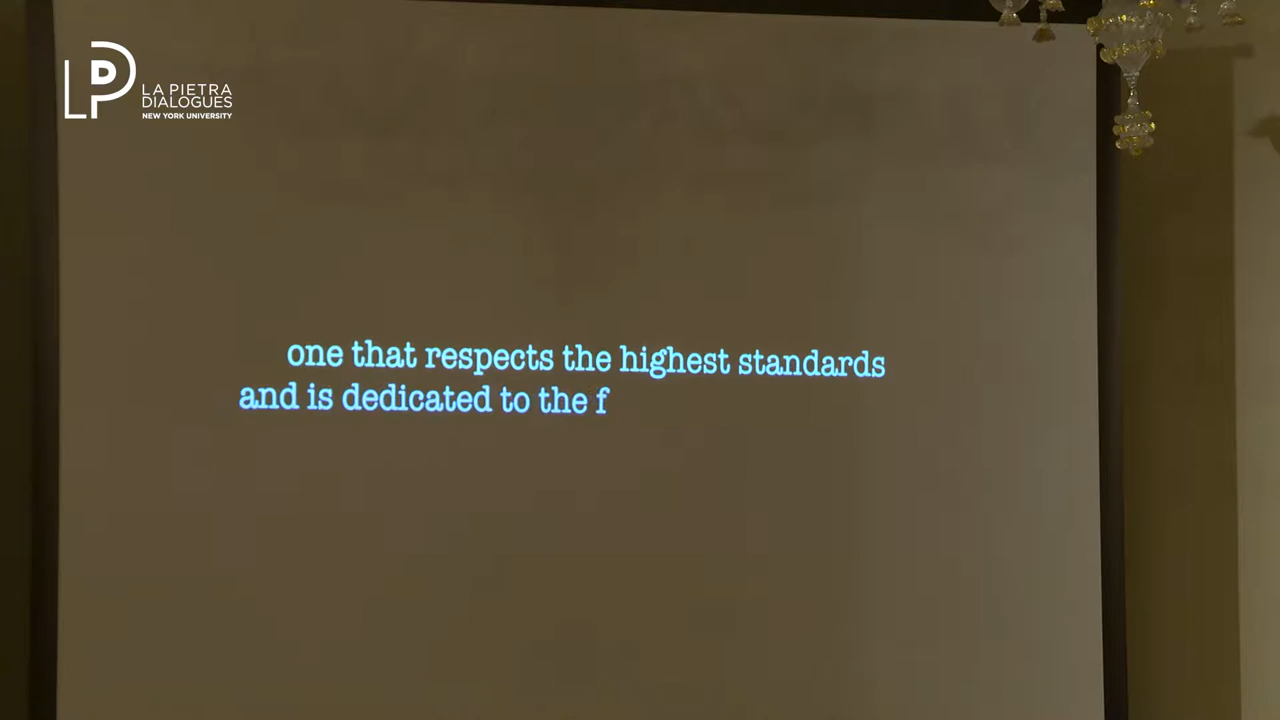 LA PIETRA
DIALOGUES
NEW YORK UNIVERSITY
one that respects the highest standards
and is dedicated to the f